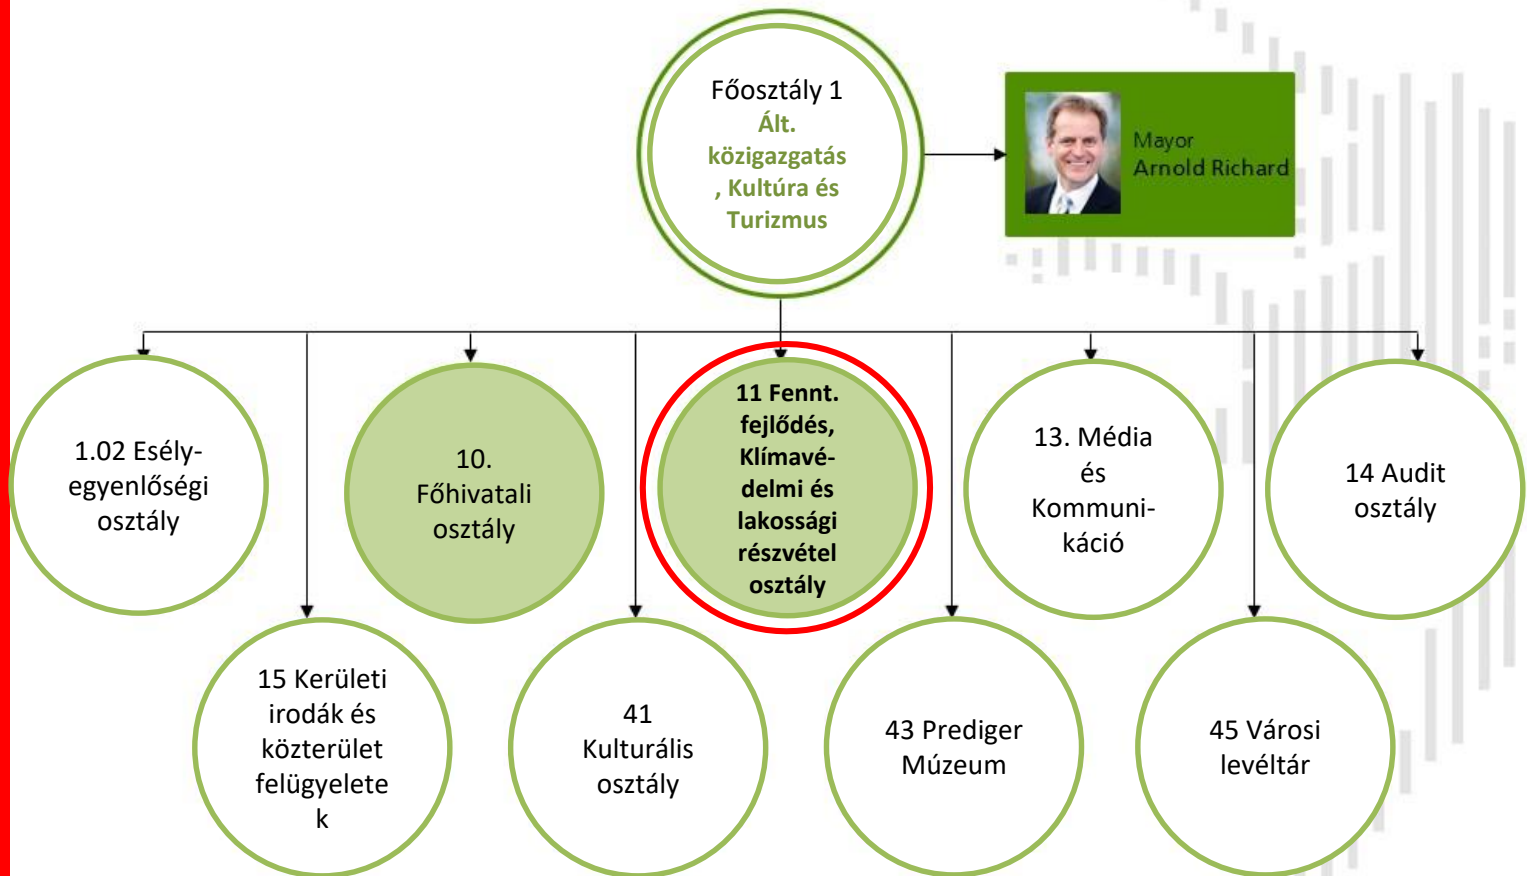 Főosztály 1
Ált.
közigazgatás
, Kultúra és
Turizmus
Mayor
Arnold Richard
1.02 Esély-
egyenlőségi
osztály
10.
Főhivatali
osztály
11 Fennt.
fejlődés,
Klímavé-
delmi és
lakossági
részvétel
osztály
13. Média
és
Kommuni-
káció
14 Audit
osztály
15 Kerületi
irodák és
közterület
felügyelete
k
41
Kulturális
osztály
43 Prediger
Múzeum
45 Városi
levéltár